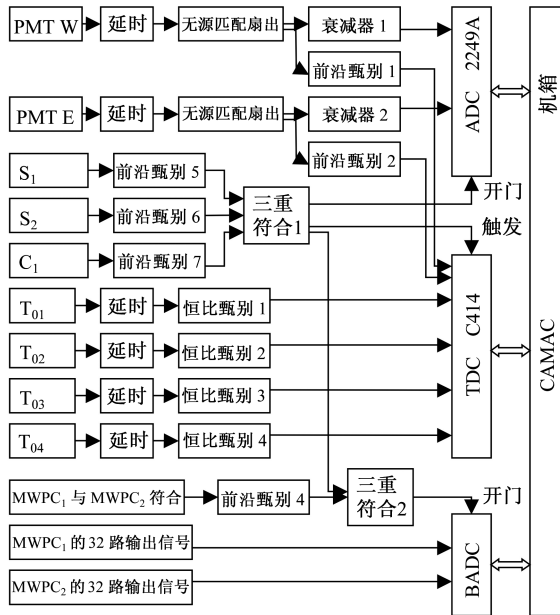 PMT W
延时
无源匹配扇出
衰减器 1
前沿甄别 1
ADC 2249A
PMT E
延时
无源匹配扇出
衰减器 2
前沿甄别 2
S₁
前沿甄别 5
S₂
前沿甄别 6
C₁
前沿甄别 7
三重
符合1
开门
触发
T₀₁
延时
恒比甄别 1
T₀₂
延时
恒比甄别 2
T₀₃
延时
恒比甄别 3
T₀₄
延时
恒比甄别 4
TDC C414
MWPC₁ 与 MWPC₂ 符合
前沿甄别 4
三重
符合2
开门
MWPC₁ 的 32 路输出信号
MWPC₂ 的 32 路输出信号
BADC
CAMAC 机箱